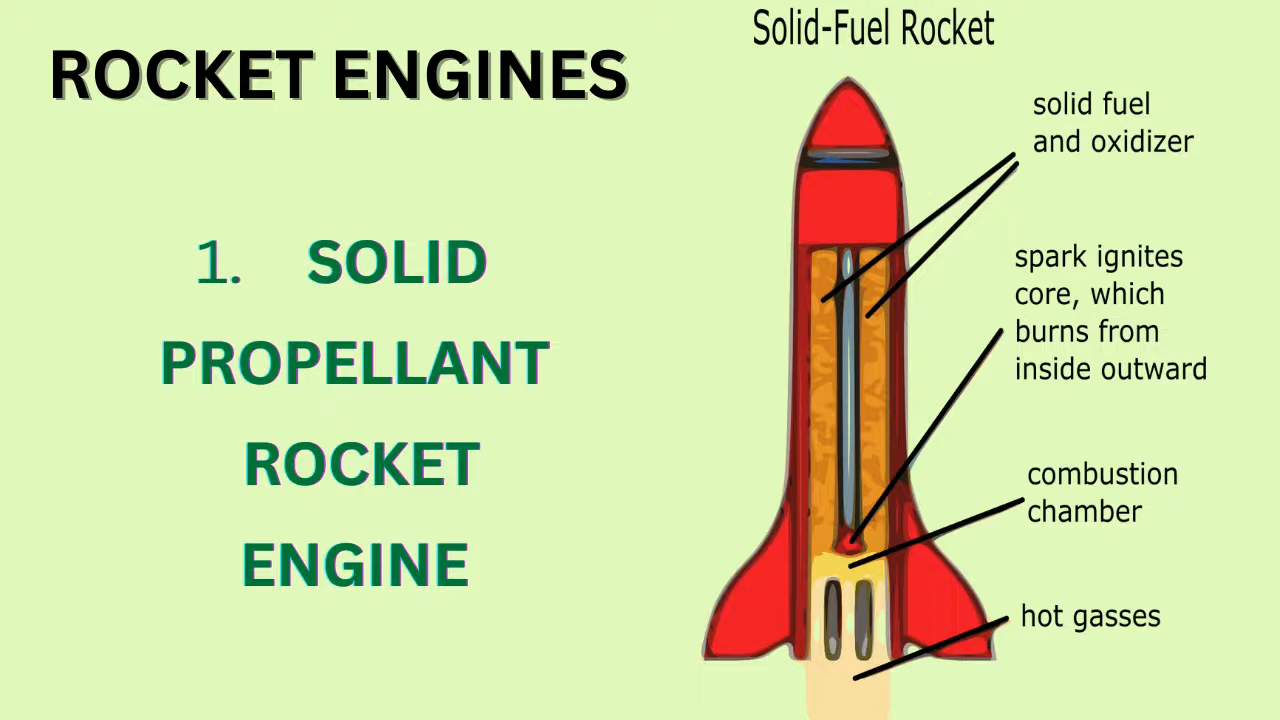 ROCKET ENGINES
1. SOLID
PROPELLANT
ROCKET
ENGINE
Solid-Fuel Rocket
solid fuel
and oxidizer
spark ignites
core, which
burns from
inside outward
combustion
chamber
hot gasses